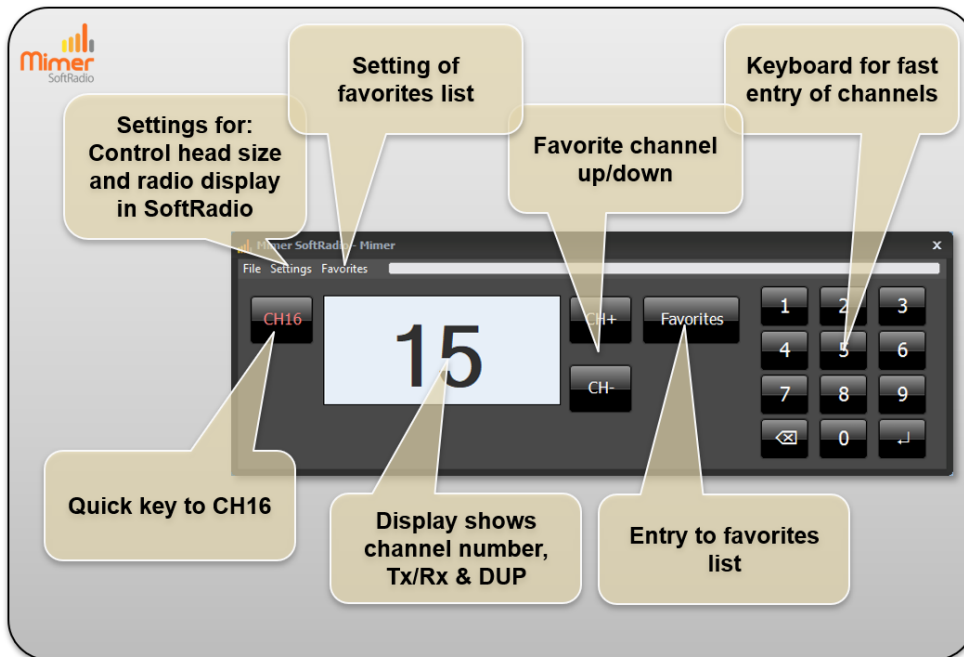 Mimer
SoftRadio
Setting of
favorites list
Keyboard for fast
entry of channels
Settings for:
Control head size
and radio display
in SoftRadio
Favorite channel
up/down
Mimer SoftRadio - Mimer
x
File Settings Favorites
CH16
15
CH+
Favorites
1 2 3
4 5 6
CH-
7 8 9
0
Quick key to CH16
Display shows
channel number,
Tx/Rx & DUP
Entry to favorites
list